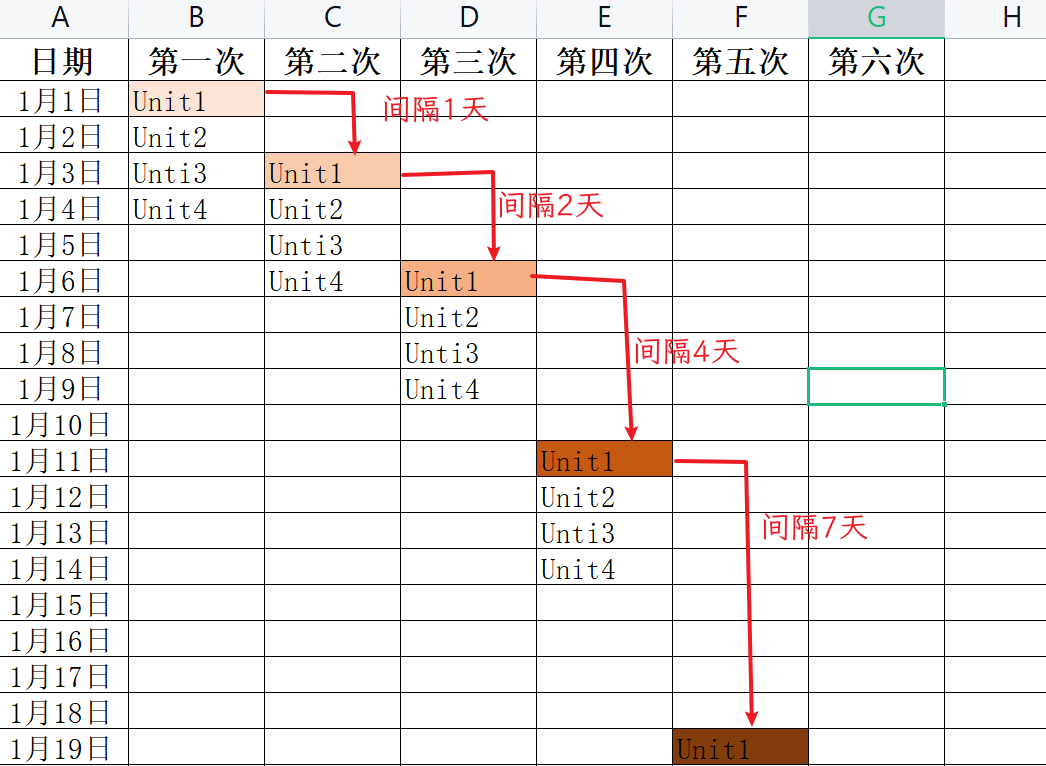 A B C D E F G H
日期 第一次 第二次 第三次 第四次 第五次 第六次
1月1日 Unit1
间隔1天
1月2日 Unit2
1月3日 Unti3 Unit1
1月4日 Unit4 Unit2
间隔2天
1月5日 Unti3
1月6日 Unit4 Unit1
1月7日 Unit2
1月8日 Unti3
间隔4天
1月9日 Unit4
1月10日
1月11日 Unit1
1月12日 Unit2
1月13日 Unti3
间隔7天
1月14日 Unit4
1月15日
1月16日
1月17日
1月18日
1月19日 Unit1